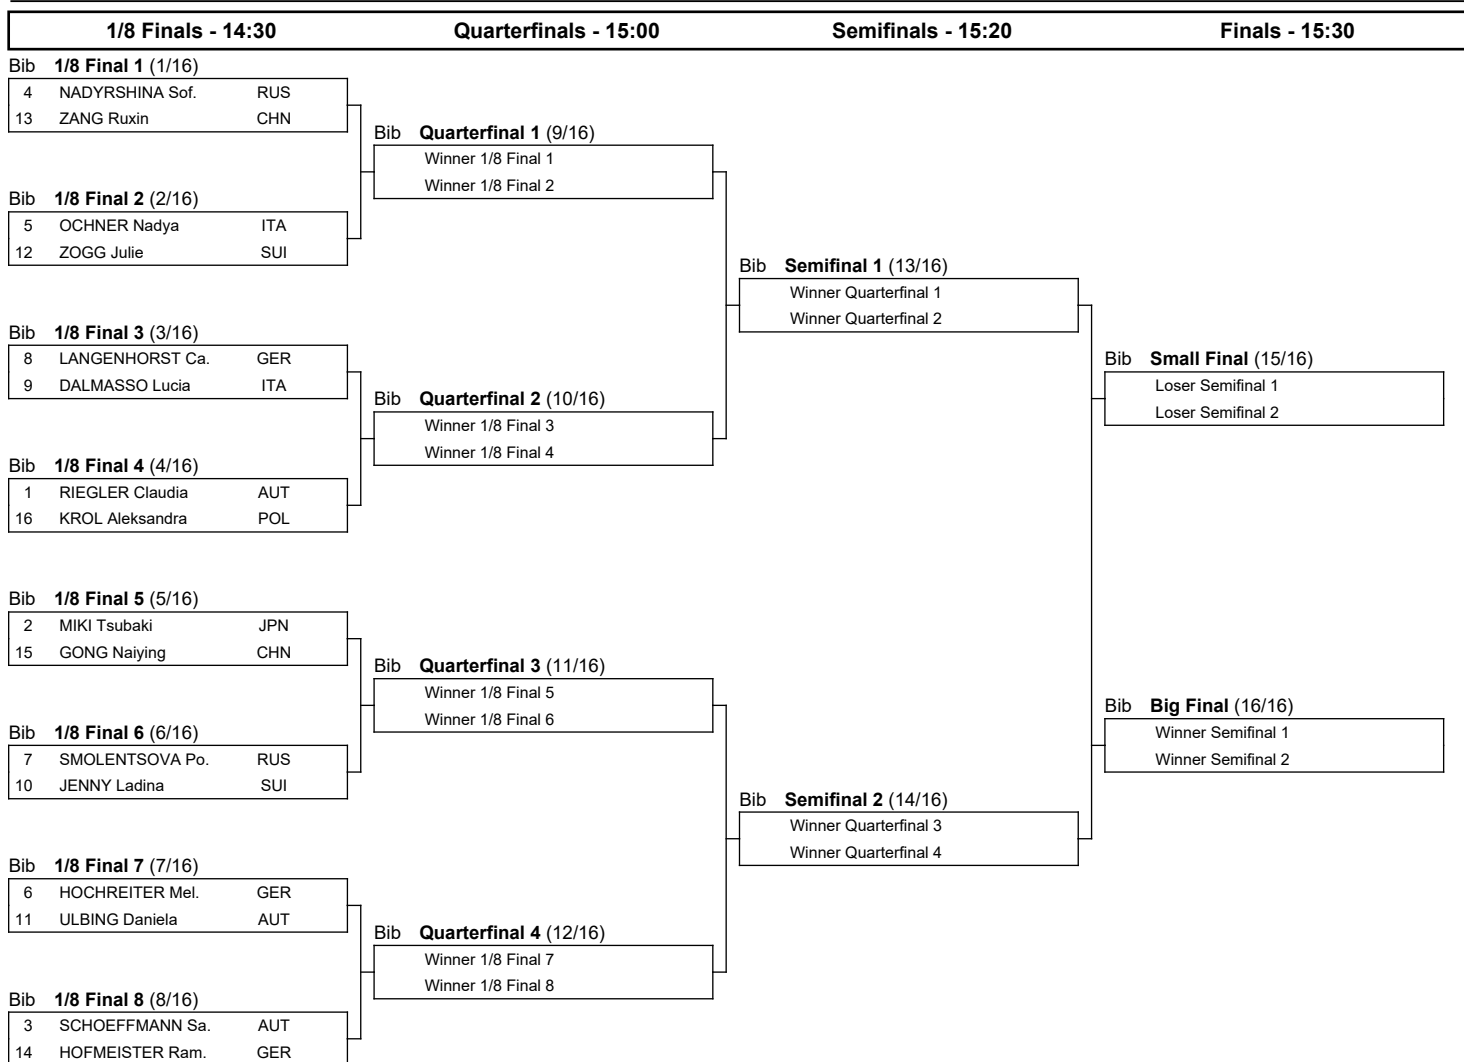 1/8 Finals - 14:30 Quarterfinals - 15:00 Semifinals - 15:20 Finals - 15:30
Bib 1/8 Final 1 (1/16)
4 NADYRSHINA Sof. RUS
13 ZANG Ruxin CHN
Bib 1/8 Final 2 (2/16)
5 OCHNER Nadya ITA
12 ZOGG Julie SUI
Bib 1/8 Final 3 (3/16)
8 LANGENHORST Ca. GER
9 DALMASSO Lucia ITA
Bib 1/8 Final 4 (4/16)
1 RIEGLER Claudia AUT
16 KROL Aleksandra POL
Bib 1/8 Final 5 (5/16)
2 MIKI Tsubaki JPN
15 GONG Naiying CHN
Bib 1/8 Final 6 (6/16)
7 SMOLENTSOVA Po. RUS
10 JENNY Ladina SUI
Bib 1/8 Final 7 (7/16)
6 HOCHREITER Mel. GER
11 ULBING Daniela AUT
Bib 1/8 Final 8 (8/16)
3 SCHOEFFMANN Sa. AUT
14 HOFMEISTER Ram. GER
Bib Quarterfinal 1 (9/16)
Winner 1/8 Final 1
Winner 1/8 Final 2
Bib Quarterfinal 2 (10/16)
Winner 1/8 Final 3
Winner 1/8 Final 4
Bib Quarterfinal 3 (11/16)
Winner 1/8 Final 5
Winner 1/8 Final 6
Bib Quarterfinal 4 (12/16)
Winner 1/8 Final 7
Winner 1/8 Final 8
Bib Semifinal 1 (13/16)
Winner Quarterfinal 1
Winner Quarterfinal 2
Bib Semifinal 2 (14/16)
Winner Quarterfinal 3
Winner Quarterfinal 4
Bib Small Final (15/16)
Loser Semifinal 1
Loser Semifinal 2
Bib Big Final (16/16)
Winner Semifinal 1
Winner Semifinal 2